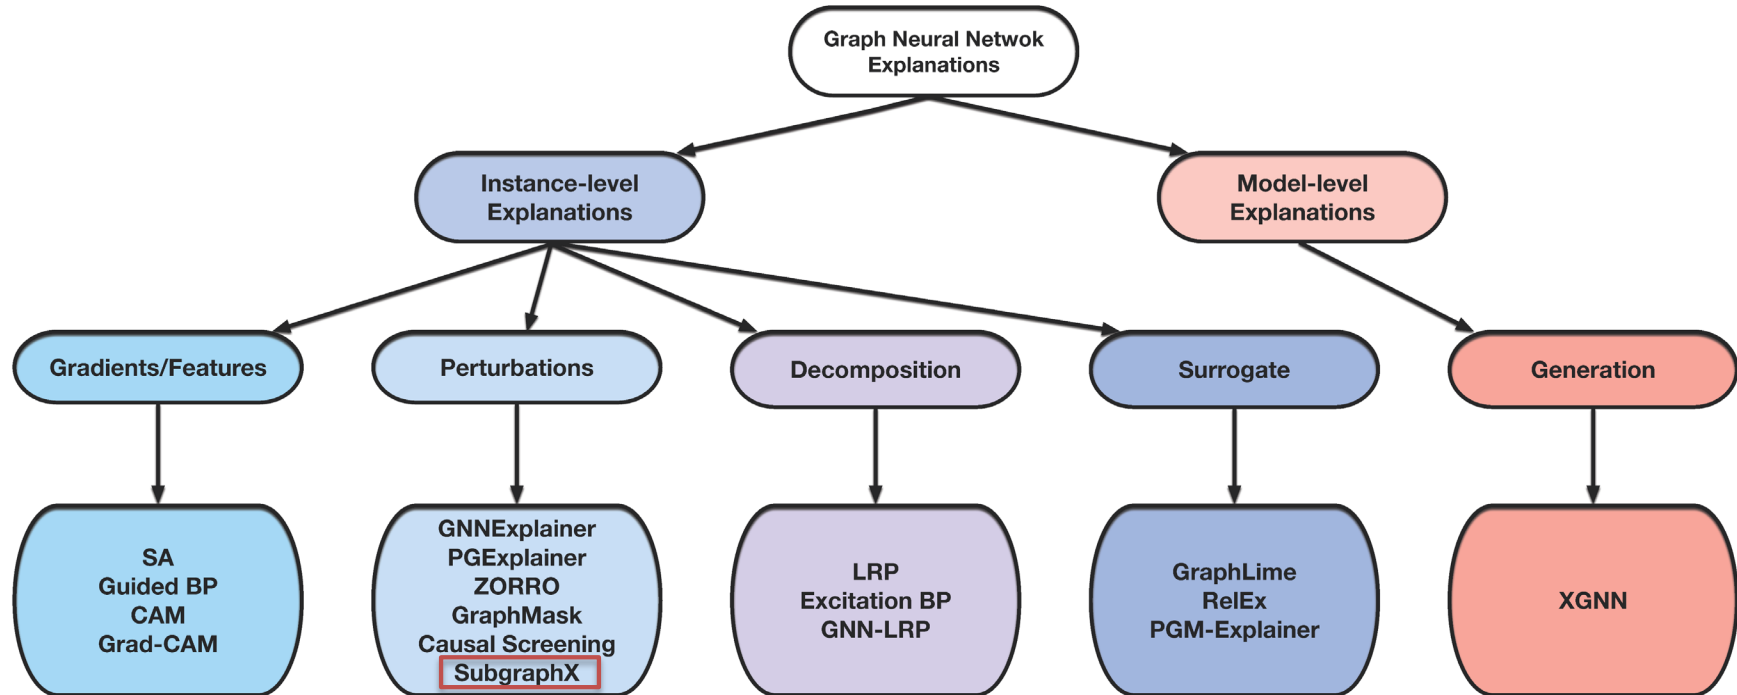 Graph Neural Netwok
Explanations
Instance-level
Explanations
Model-level
Explanations
Gradients/Features
Perturbations
Decomposition
Surrogate
Generation
SA
Guided BP
CAM
Grad-CAM
GNNExplainer
PGExplainer
ZORRO
GraphMask
Causal Screening
SubgraphX
LRP
Excitation BP
GNN-LRP
GraphLime
RelEx
PGM-Explainer
XGNN